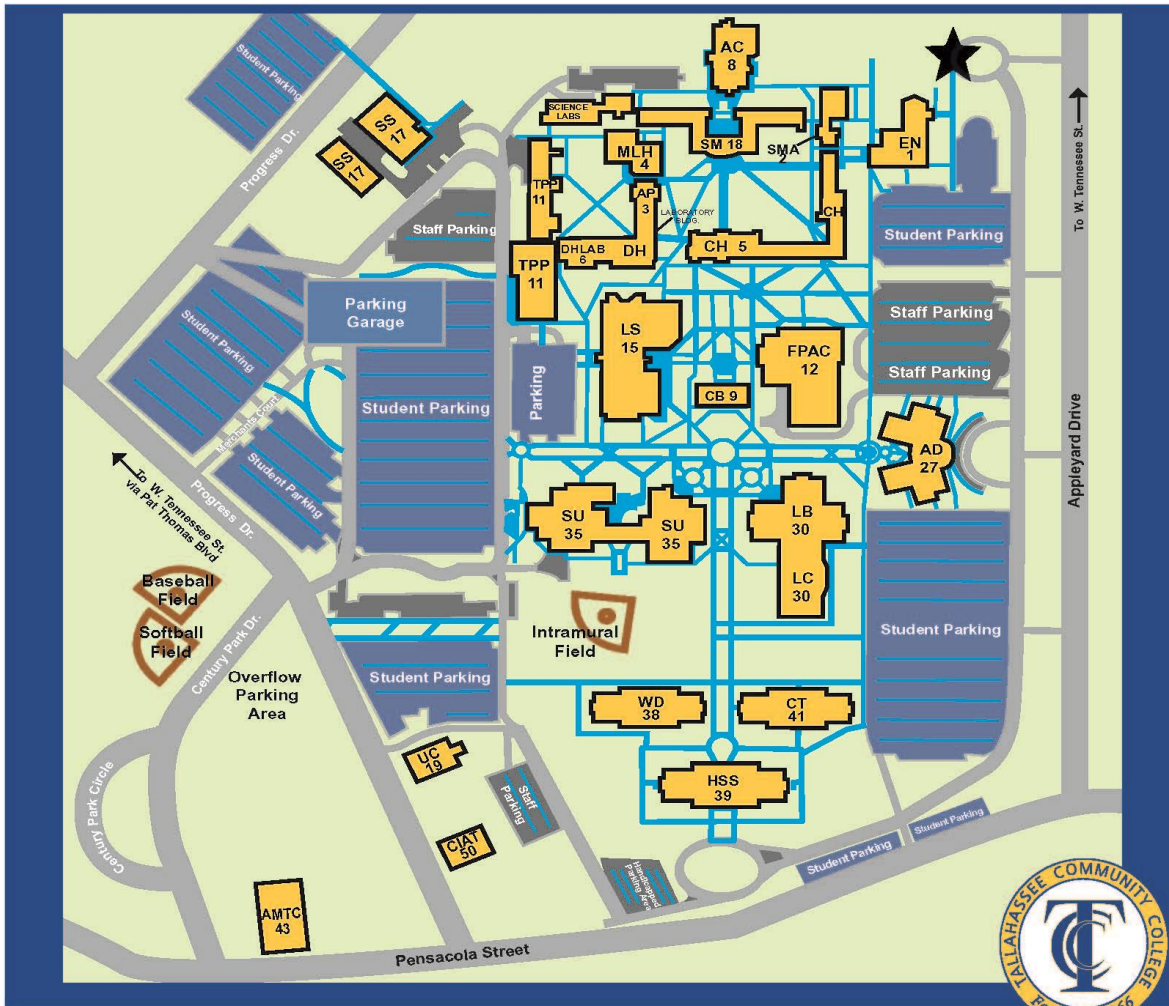 AC
8
Student Parking
SS
17
SS
17
Progress Dr.
SCIENCE
LABS
SM 18
SMA
2
EN
1
To W. Tennessee St.
MLH
4
TPP
11
AP
3
LABORATORY
BLDG.
CH
Staff Parking
DHLAB
6
DH
CH 5
Student Parking
TPP
11
Parking
Garage
Student Parking
LS
15
FPAC
12
Staff Parking
Staff Parking
CB 9
Parking
Student Parking
Merchants Court
Student Parking
AD
27
Appleyard Drive
To W. Tennessee St.
via Pat Thomas Blvd
Progress Dr.
SU
35
SU
35
LB
30
LC
30
Baseball
Field
Softball
Field
Century Park Dr.
Intramural
Field
Student Parking
Overflow
Parking
Area
Student Parking
WD
38
CT
41
UC
19
HSS
39
Staff
Parking
Century Park Circle
CIAT
50
Student Parking
Student Parking
Handicapped
Parking Area
AMTC
43
Pensacola Street
TALLAHASSEE COMMUNITY COLLEGE
TCC